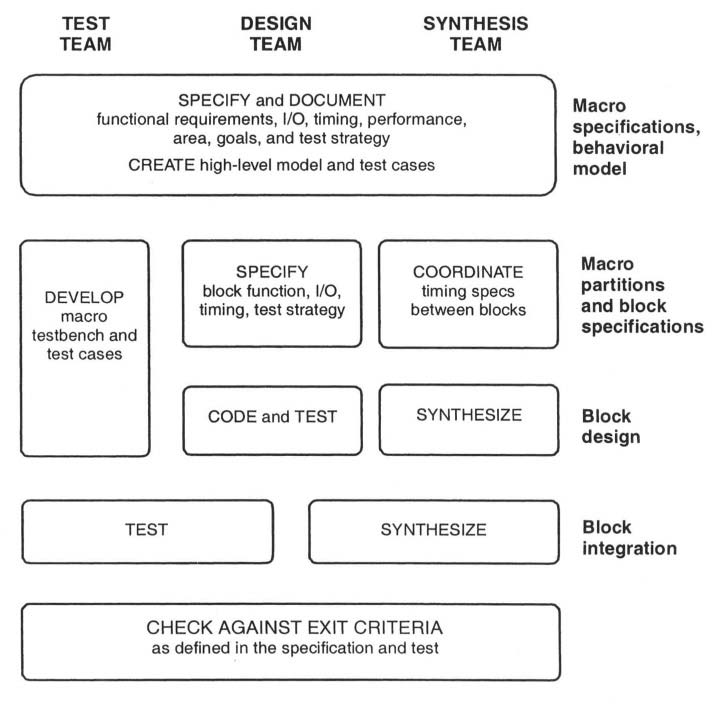 TEST
TEAM
DESIGN
TEAM
SYNTHESIS
TEAM
SPECIFY and DOCUMENT
functional requirements, I/O, timing, performance,
area, goals, and test strategy
CREATE high-level model and test cases
Macro
specifications,
behavioral
model
DEVELOP
macro
testbench and
test cases
SPECIFY
block function, I/O,
timing, test strategy
COORDINATE
timing specs
between blocks
Macro
partitions
and block
specifications
CODE and TEST
SYNTHESIZE
Block
design
TEST
SYNTHESIZE
Block
integration
CHECK AGAINST EXIT CRITERIA
as defined in the specification and test